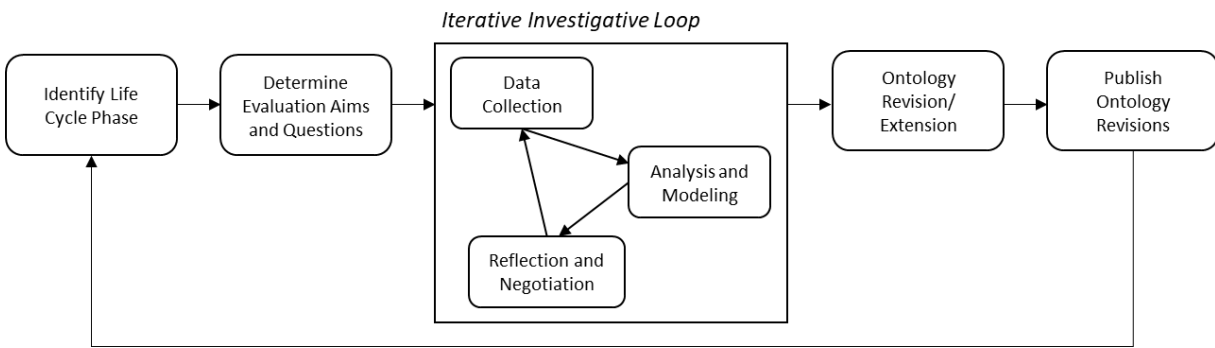 Iterative Investigative Loop
Identify Life
Cycle Phase
Determine
Evaluation Aims
and Questions
Data
Collection
Analysis and
Modeling
Reflection and
Negotiation
Ontology
Revision/
Extension
Publish
Ontology
Revisions